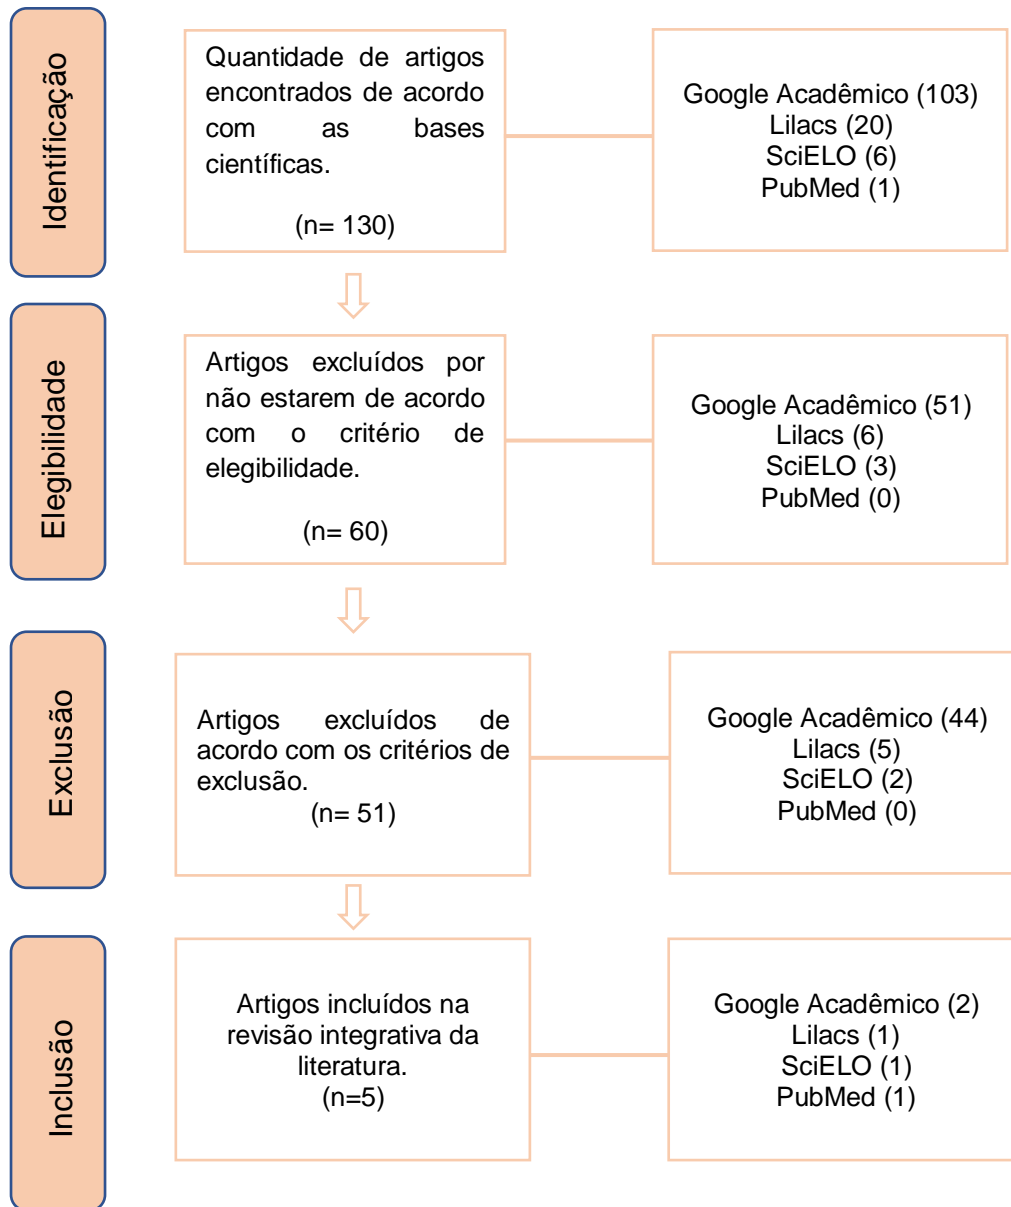 Identificação
Quantidade de artigos
encontrados de acordo
com as bases
científicas.
(n= 130)
Google Acadêmico (103)
Lilacs (20)
SciELO (6)
PubMed (1)
Elegibilidade
Artigos excluídos por
não estarem de acordo
com o critério de
elegibilidade.
(n= 60)
Google Acadêmico (51)
Lilacs (6)
SciELO (3)
PubMed (0)
Exclusão
Artigos excluídos de
acordo com os critérios de
exclusão.
(n= 51)
Google Acadêmico (44)
Lilacs (5)
SciELO (2)
PubMed (0)
Inclusão
Artigos incluídos na
revisão integrativa da
literatura.
(n=5)
Google Acadêmico (2)
Lilacs (1)
SciELO (1)
PubMed (1)